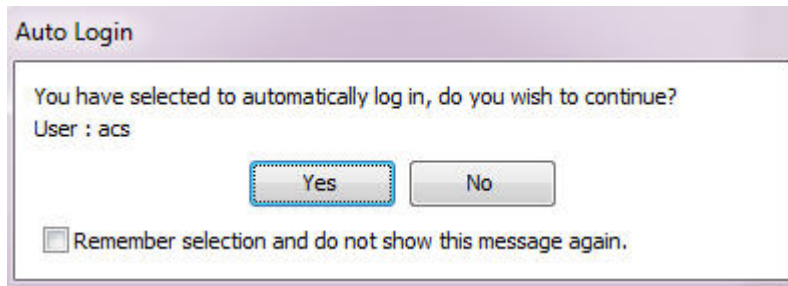 Auto Login
You have selected to automatically log in, do you wish to continue?
User : acs
Yes No
Remember selection and do not show this message again.